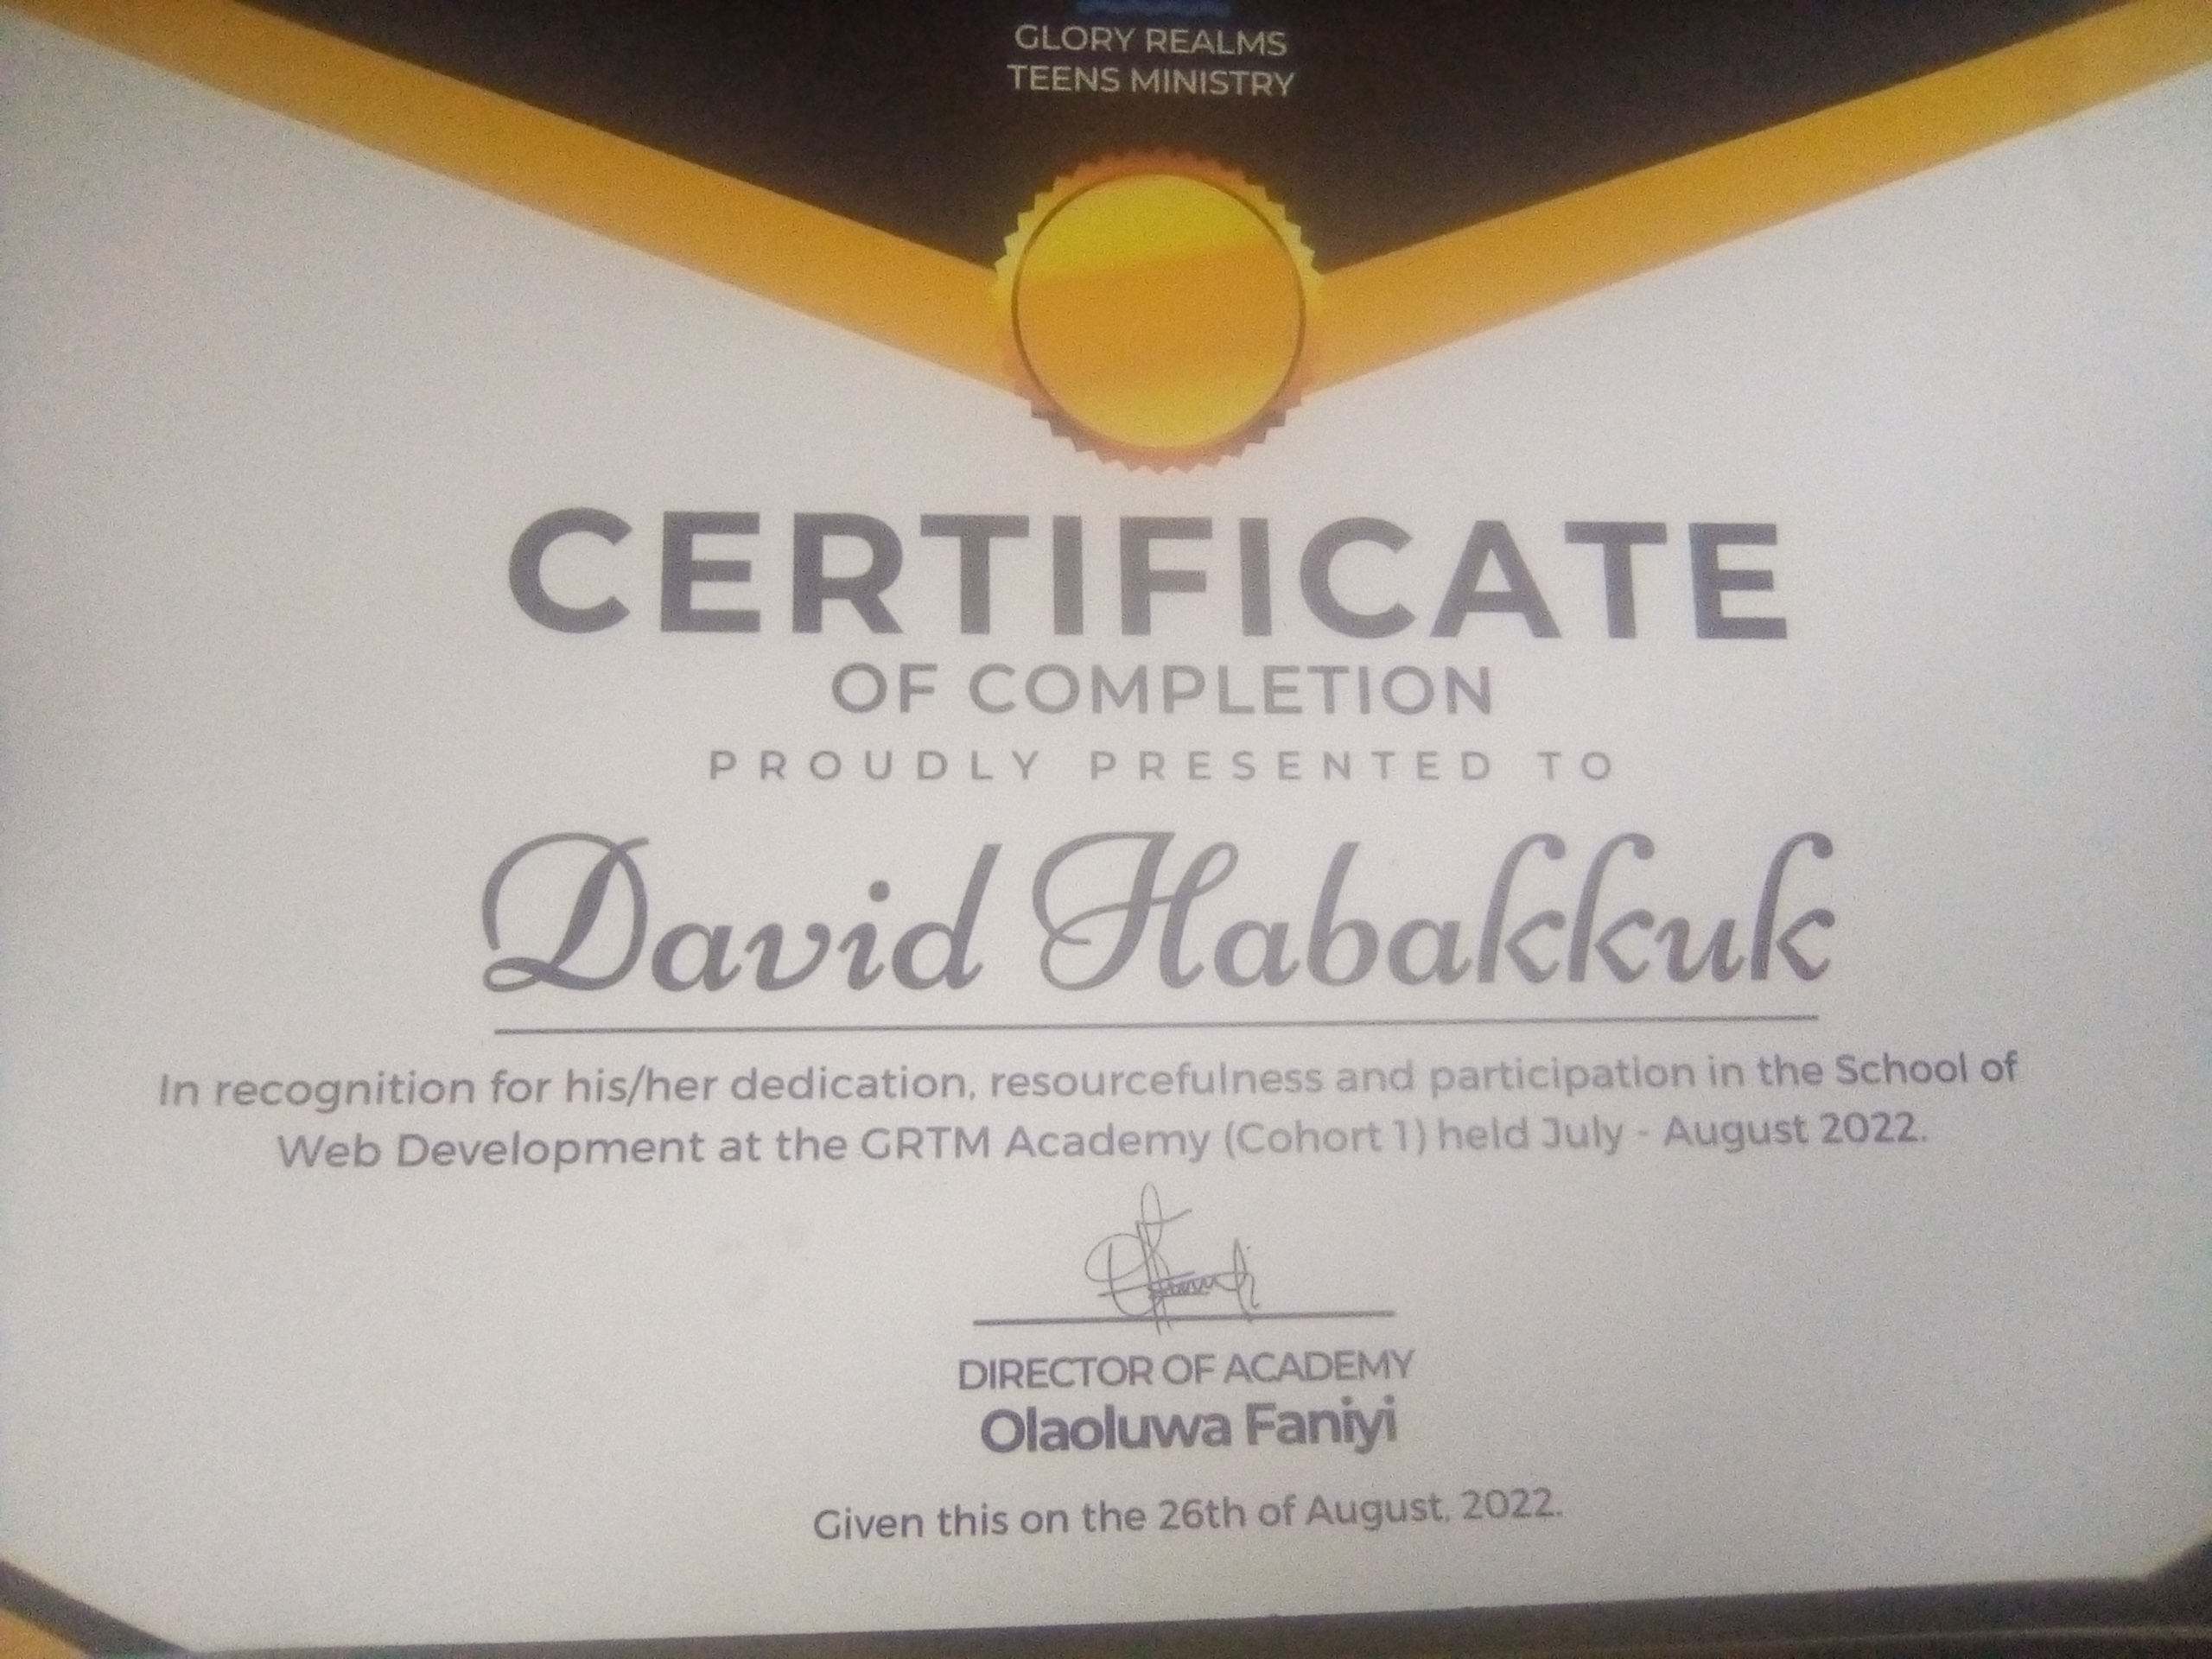 GLORY REALMS
TEENS MINISTRY
CERTIFICATE
OF COMPLETION
PROUDLY PRESENTED TO
David Habakkuk
In recognition for his/her dedication, resourcefulness and participation in the School of
Web Development at the GRTM Academy (Cohort 1) held July - August 2022.
DIRECTOR OF ACADEMY
Olaoluwa Faniyi
Given this on the 26th of August, 2022.